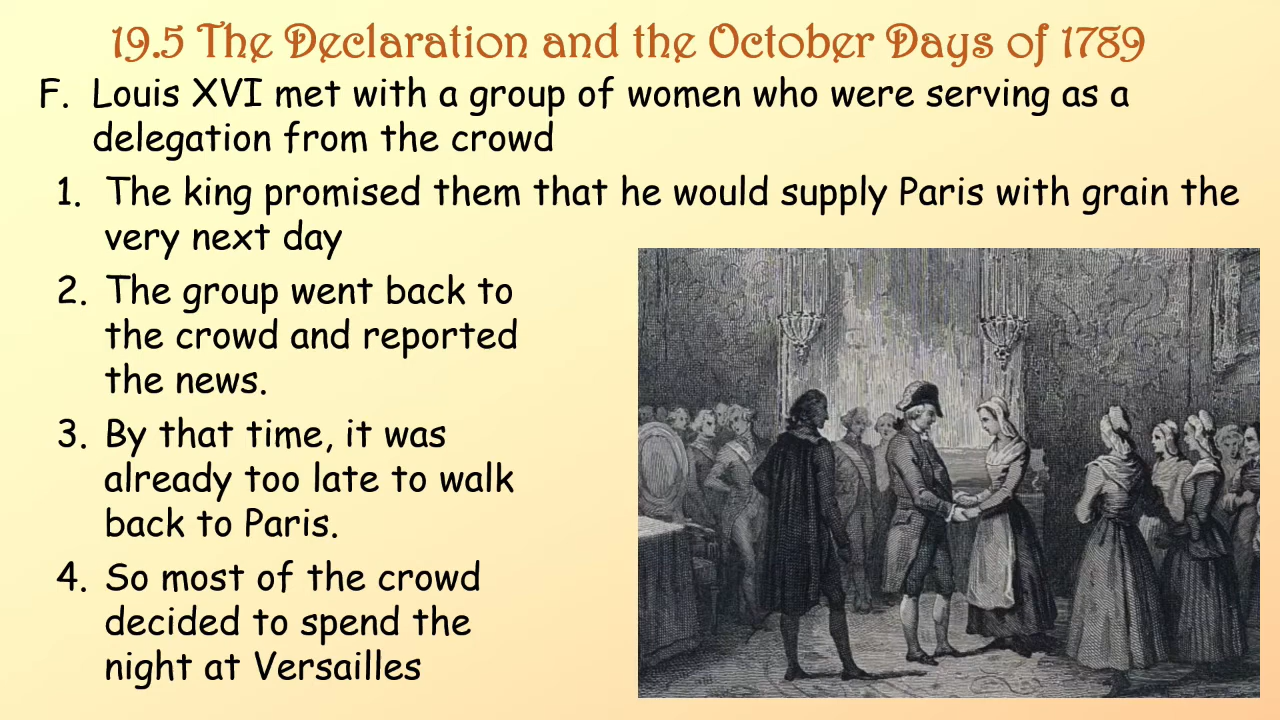 19.5 The Declaration and the October Days of 1789
F. Louis XVI met with a group of women who were serving as a
delegation from the crowd
1. The king promised them that he would supply Paris with grain the
very next day
2. The group went back to
the crowd and reported
the news.
3. By that time, it was
already too late to walk
back to Paris.
4. So most of the crowd
decided to spend the
night at Versailles